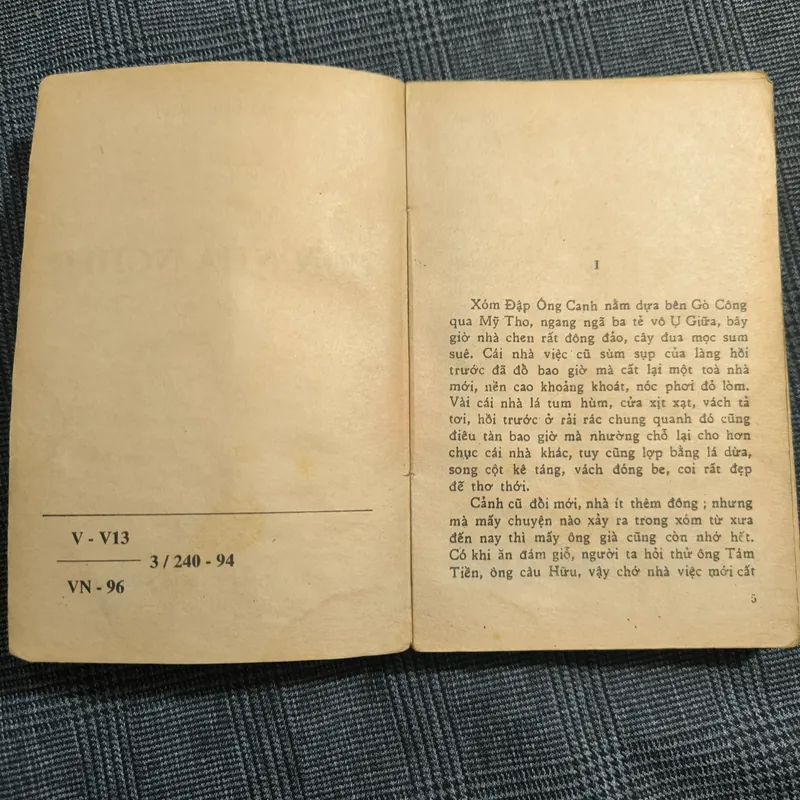 V - V13
3 / 240 - 94
VN - 96
I
Xóm Đập Ông Canh nằm dựa bên Gò Công
qua Mỹ Tho, ngang ngã ba tẻ vô Ụ Giữa, bây
giờ nhà chen rất đông đảo, cây đua mọc sum
suê. Cái nhà việc cũ sùm sụp của làng hồi
trước đã đổ bao giờ mà cất lại một toà nhà
mới, nền cao khoảng khoát, nóc phơi đỏ lòm.
Vài cái nhà lá tum hùm, cửa xịt xạt, vách tả
tơi, hồi trước ở rải rác chung quanh đó cũng
điêu tàn bao giờ mà nhường chỗ lại cho hơn
chục cái nhà khác, tuy cũng lợp bằng lá dừa,
song cột kê táng, vách đóng be, coi rất đẹp
đẽ thơ thới.
Cảnh cũ đổi mới, nhà ít thêm đông ; nhưng
mà mấy chuyện nào xảy ra trong xóm từ xưa
đến nay thì mấy ông già cũng còn nhớ hết.
Có khi ăn đám giỗ, người ta hỏi thử ông Tám
Tiền, ông câu Hữu, vậy chớ nhà việc mới cất
5